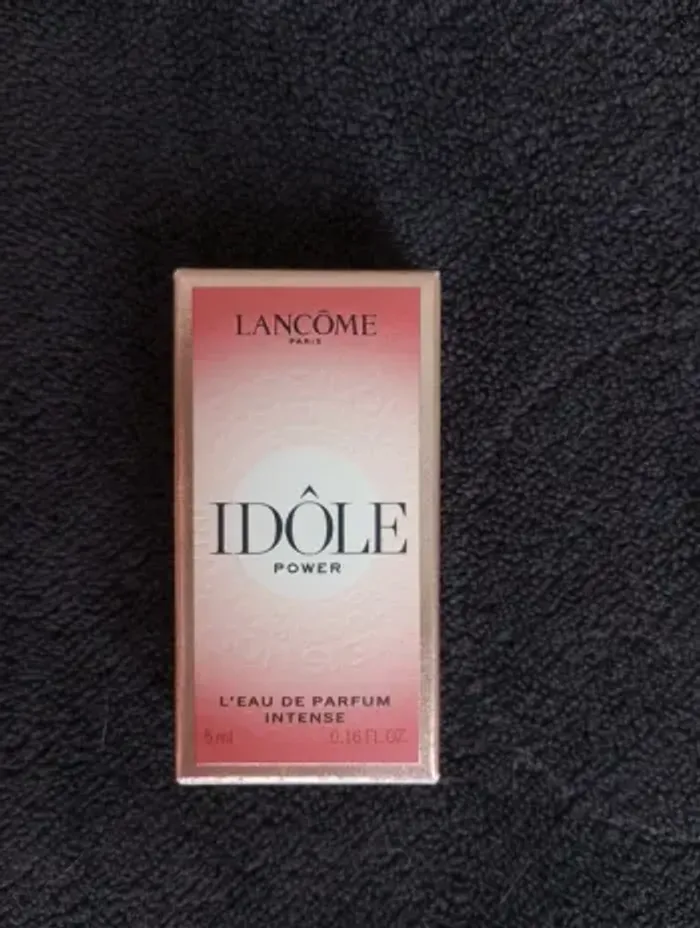 LANCÔME
PARIS
IDÔLE
POWER
L'EAU DE PARFUM
INTENSE
5 ml 0.16 FL.OZ.